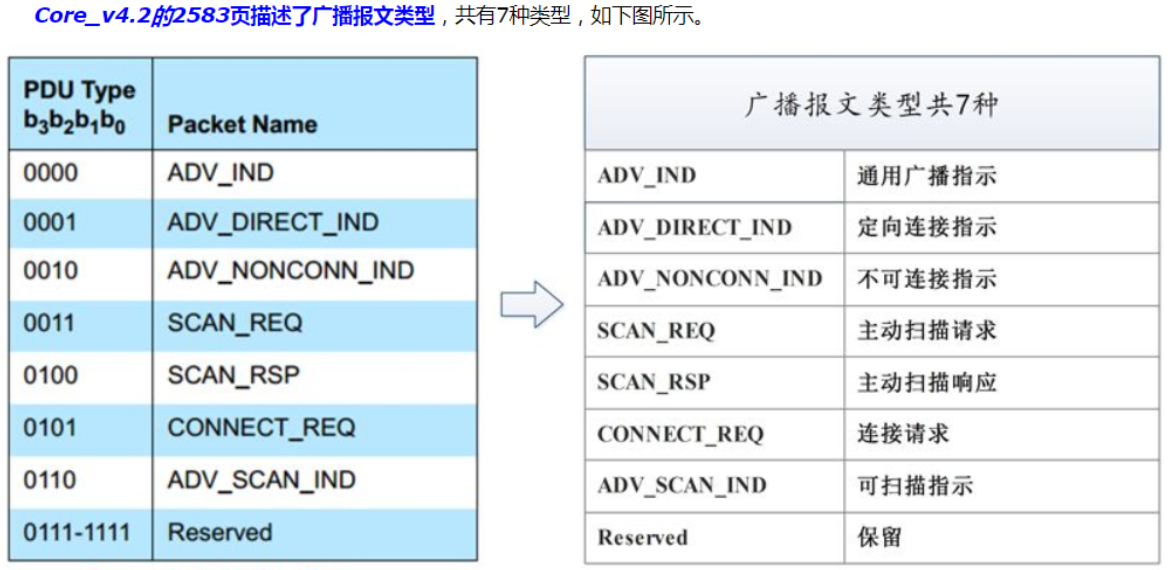 Core_v4.2的2583页描述了广播报文类型，共有7种类型，如下图所示。
PDU Type
b3b2b1b0 Packet Name
0000 ADV_IND
0001 ADV_DIRECT_IND
0010 ADV_NONCONN_IND
0011 SCAN_REQ
0100 SCAN_RSP
0101 CONNECT_REQ
0110 ADV_SCAN_IND
0111-1111 Reserved
广播报文类型共7种
ADV_IND 通用广播指示
ADV_DIRECT_IND 定向连接指示
ADV_NONCONN_IND 不可连接指示
SCAN_REQ 主动扫描请求
SCAN_RSP 主动扫描响应
CONNECT_REQ 连接请求
ADV_SCAN_IND 可扫描指示
Reserved 保留